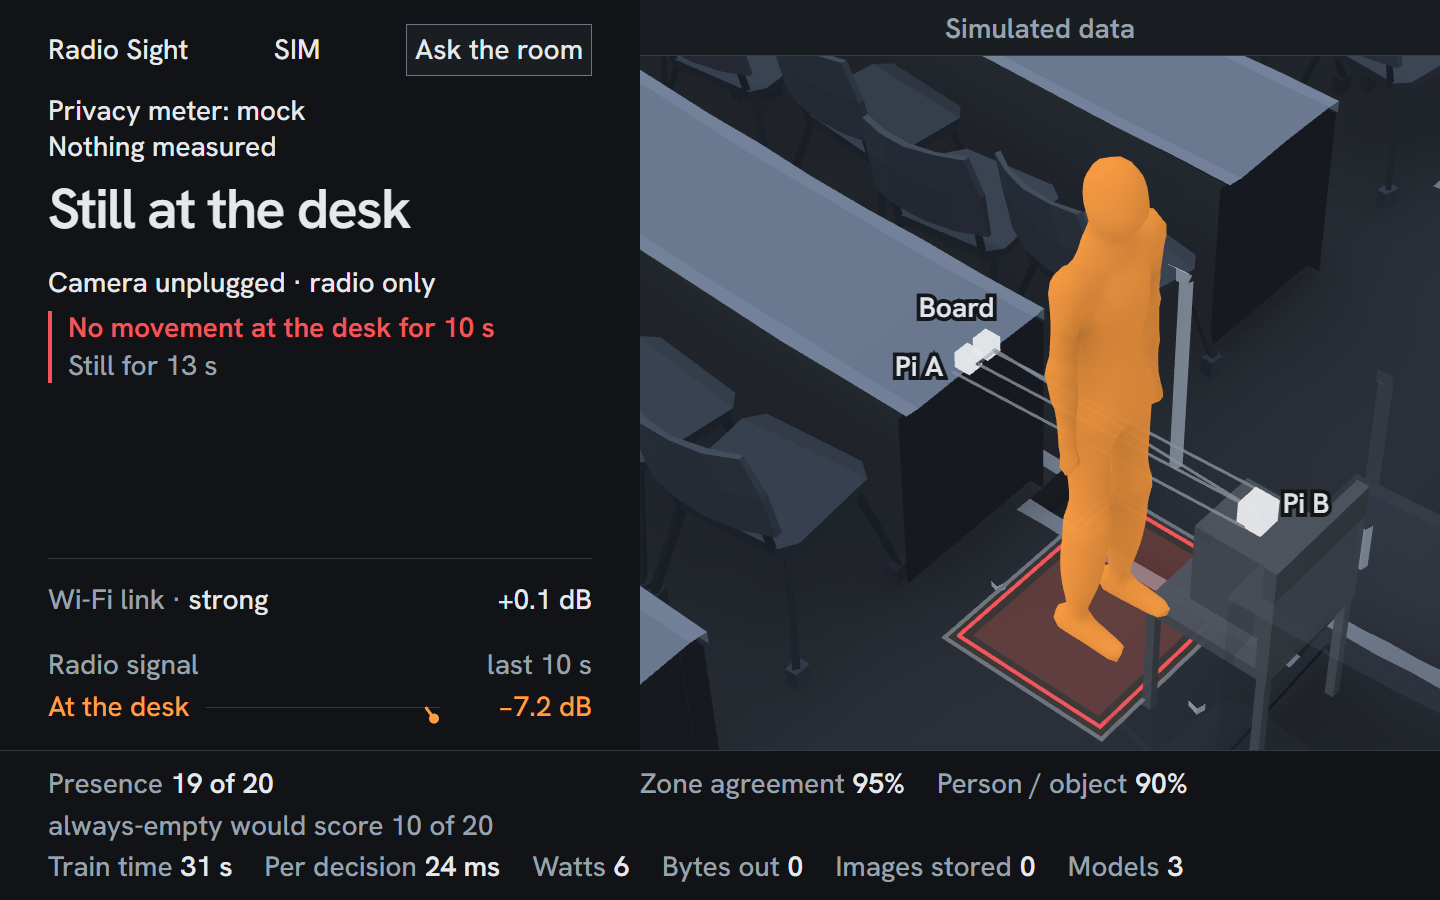 Radio Sight SIM Ask the room
Privacy meter: mock
Nothing measured
Still at the desk
Camera unplugged · radio only
No movement at the desk for 10 s
Still for 13 s
Wi-Fi link · strong +0.1 dB
Radio signal last 10 s
At the desk −7.2 dB
Simulated data
Board
Pi A
Pi B
Presence 19 of 20 Zone agreement 95% Person / object 90%
always-empty would score 10 of 20
Train time 31 s Per decision 24 ms Watts 6 Bytes out 0 Images stored 0 Models 3